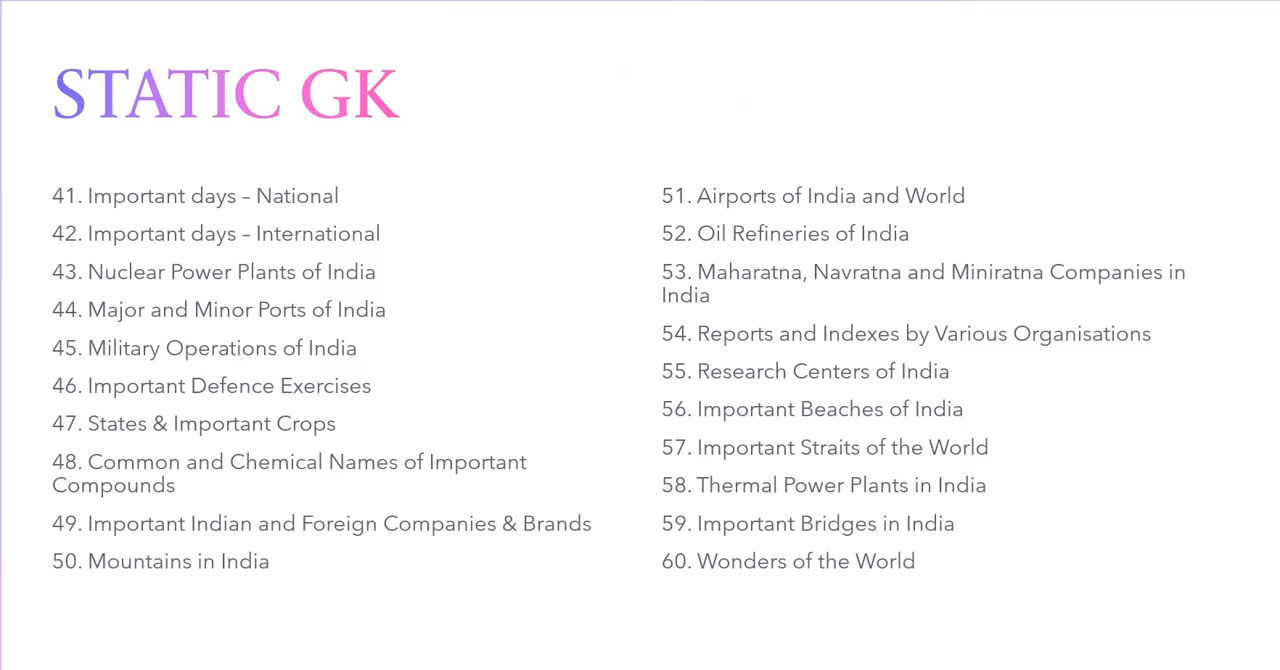 STATIC GK
41. Important days – National
42. Important days – International
43. Nuclear Power Plants of India
44. Major and Minor Ports of India
45. Military Operations of India
46. Important Defence Exercises
47. States & Important Crops
48. Common and Chemical Names of Important
Compounds
49. Important Indian and Foreign Companies & Brands
50. Mountains in India
51. Airports of India and World
52. Oil Refineries of India
53. Maharatna, Navratna and Miniratna Companies in
India
54. Reports and Indexes by Various Organisations
55. Research Centers of India
56. Important Beaches of India
57. Important Straits of the World
58. Thermal Power Plants in India
59. Important Bridges in India
60. Wonders of the World